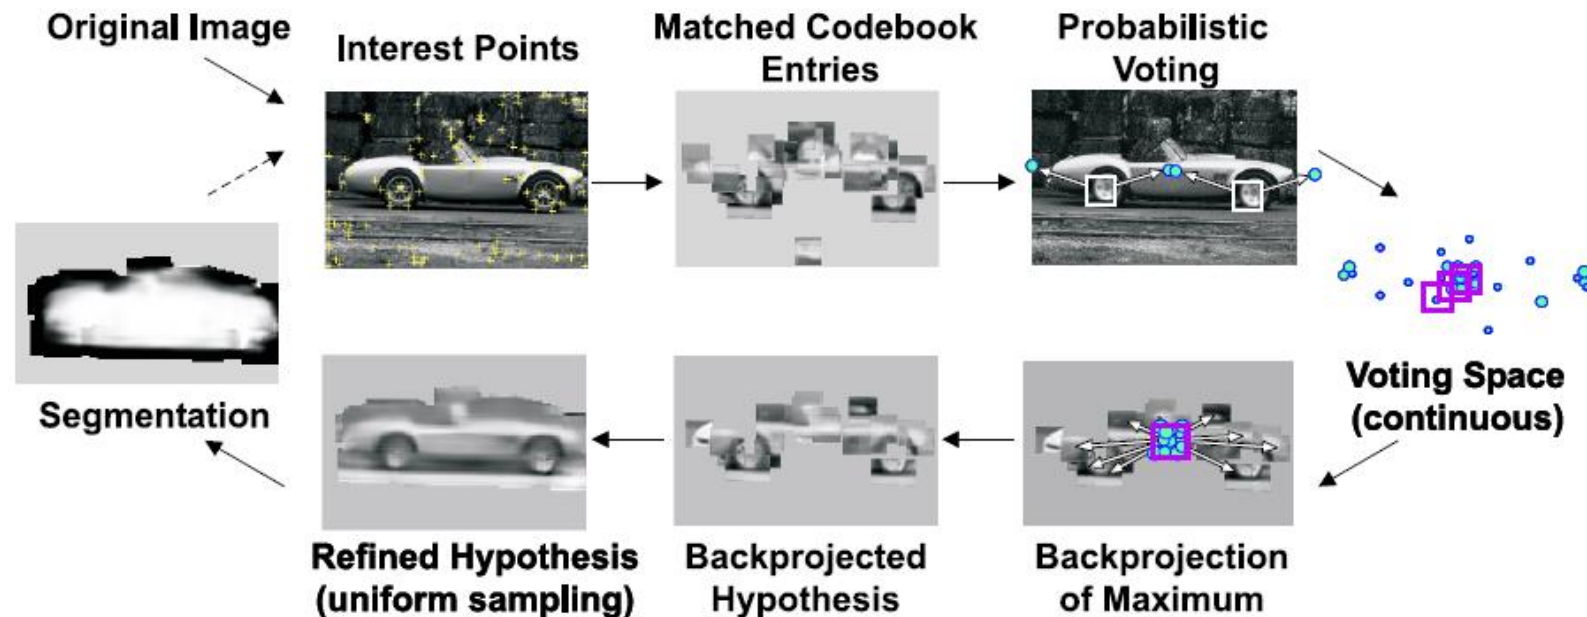 Original Image
Interest Points
Matched Codebook
Entries
Probabilistic
Voting
Voting Space
(continuous)
Segmentation
Refined Hypothesis
(uniform sampling)
Backprojected
Hypothesis
Backprojection
of Maximum